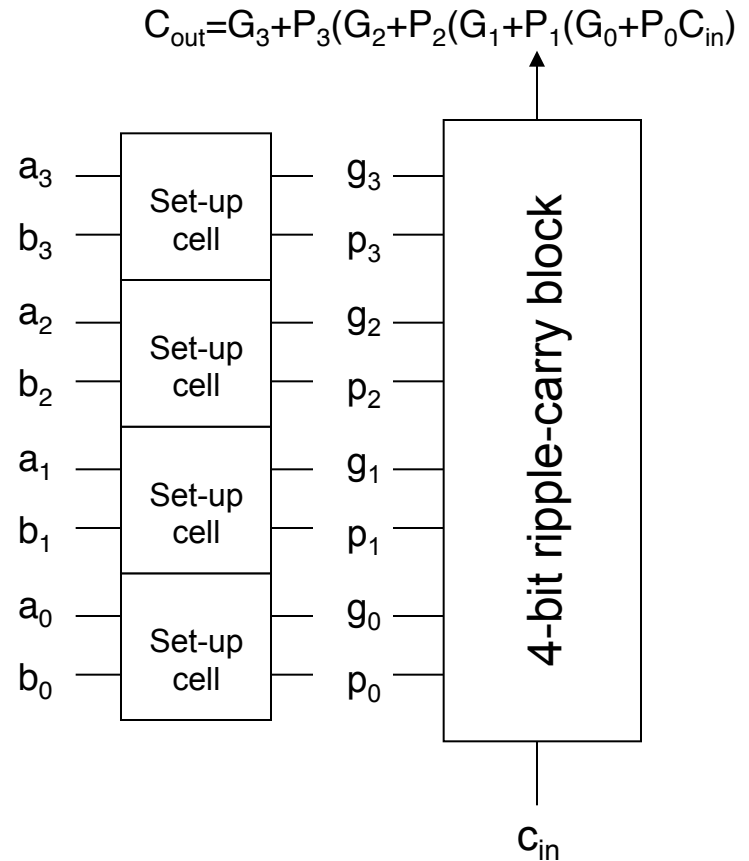 C_out=G_3+P_3(G_2+P_2(G_1+P_1(G_0+P_0C_in)
a_3 g_3
Set-up
cell
b_3 p_3
a_2 g_2
Set-up
cell
b_2 p_2
a_1 g_1
Set-up
cell
b_1 p_1
a_0 g_0
Set-up
cell
b_0 p_0
4-bit ripple-carry block
c_in